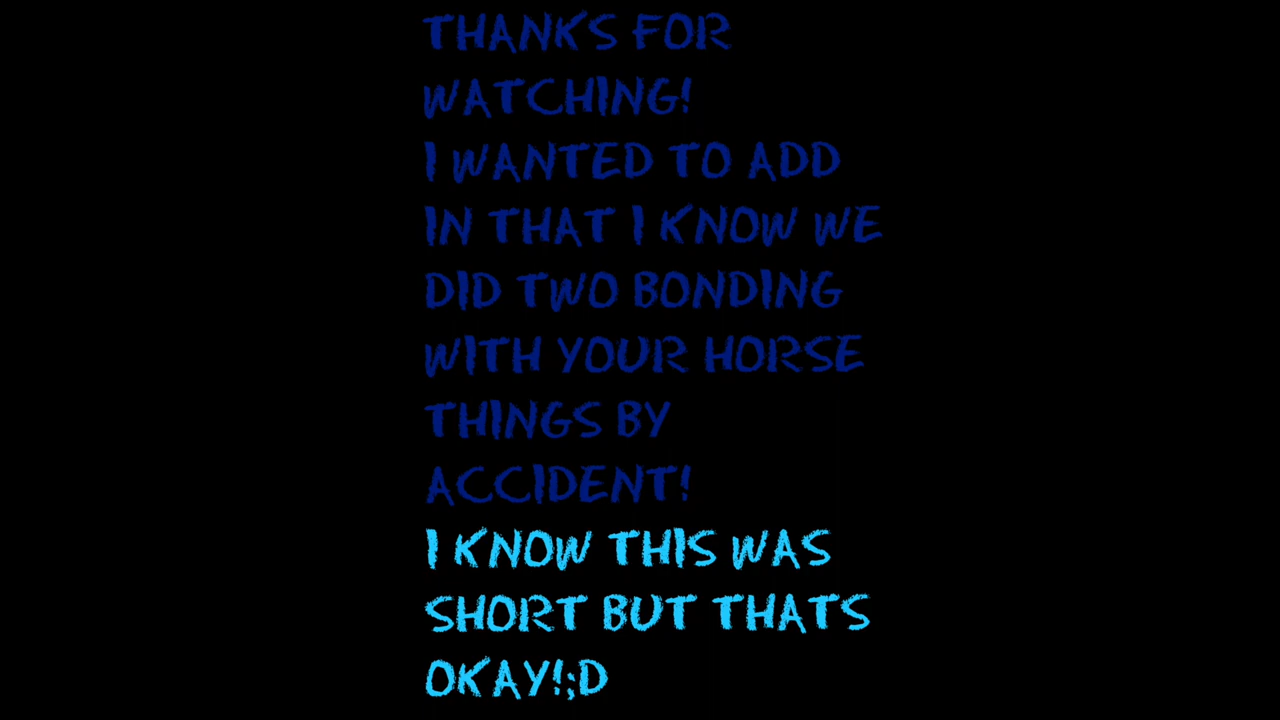 THANKS FOR
WATCHING!
I WANTED TO ADD
IN THAT I KNOW WE
DID TWO BONDING
WITH YOUR HORSE
THINGS BY
ACCIDENT!
I KNOW THIS WAS
SHORT BUT THATS
OKAY!;D